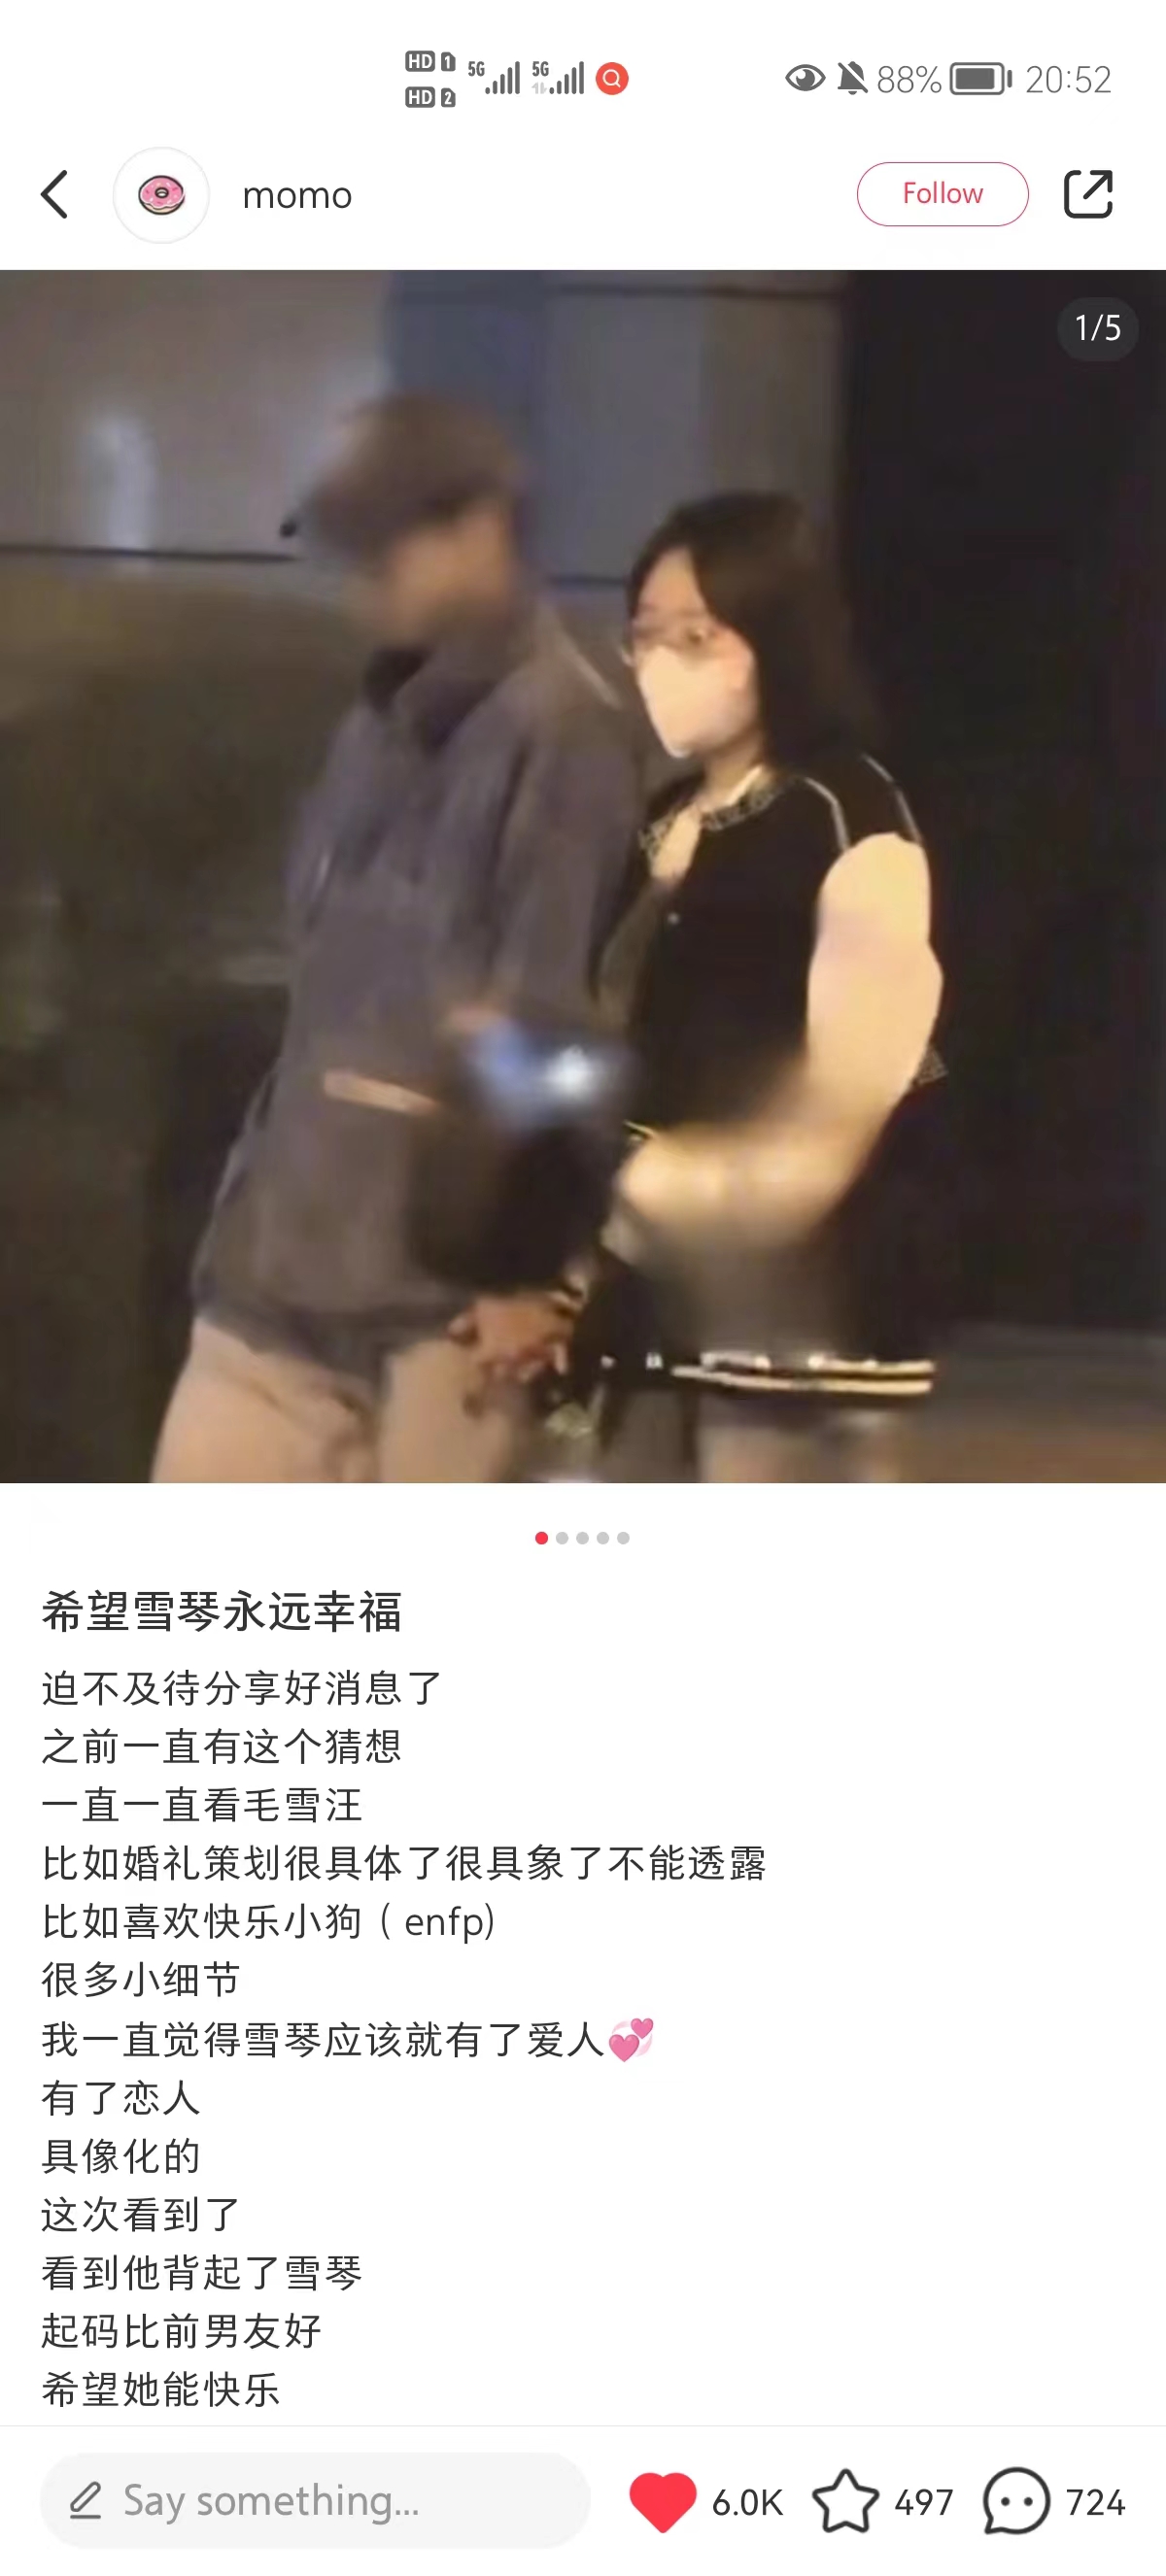 HD 1 5G 5G 88% 20:52
HD 2
momo Follow
1/5
希望雪琴永远幸福
迫不及待分享好消息了
之前一直有这个猜想
一直一直看毛雪汪
比如婚礼策划很具体了很具象了不能透露
比如喜欢快乐小狗（enfp)
很多小细节
我一直觉得雪琴应该就有了爱人💞
有了恋人
具像化的
这次看到了
看到他背起了雪琴
起码比前男友好
希望她能快乐
Say something... 6.0K 497 724